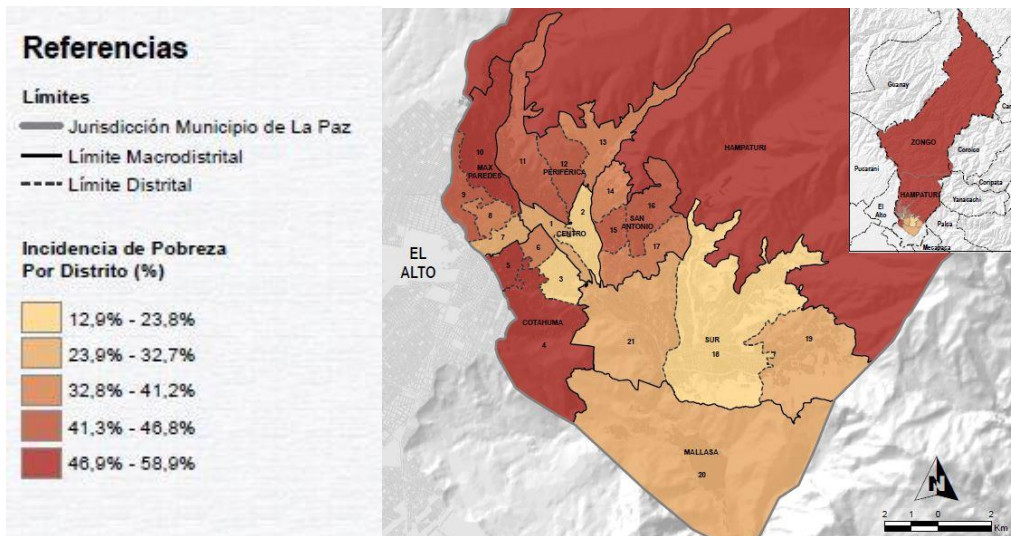 Referencias
Límites
Jurisdicción Municipio de La Paz
Límite Macrodistrital
Límite Distrital
Incidencia de Pobreza
Por Distrito (%)
12,9% - 23,8%
23,9% - 32,7%
32,8% - 41,2%
41,3% - 46,8%
46,9% - 58,9%
EL
ALTO
10
MAX
PAREDES
9
8
7
11
12
PERIFÉRICA
13
14
2
1
CENTRO
6
5
3
COTAHUMA
4
HAMPATURI
16
15
SAN
ANTONIO
17
21
SUR
18
19
MALLASA
20
Guanay
ZONGO
Coroico
Pucarani
HAMPATURI
Coripata
Yanacachi
El
Alto
Palca
Mecapaca
N
2 1 0 2
Km